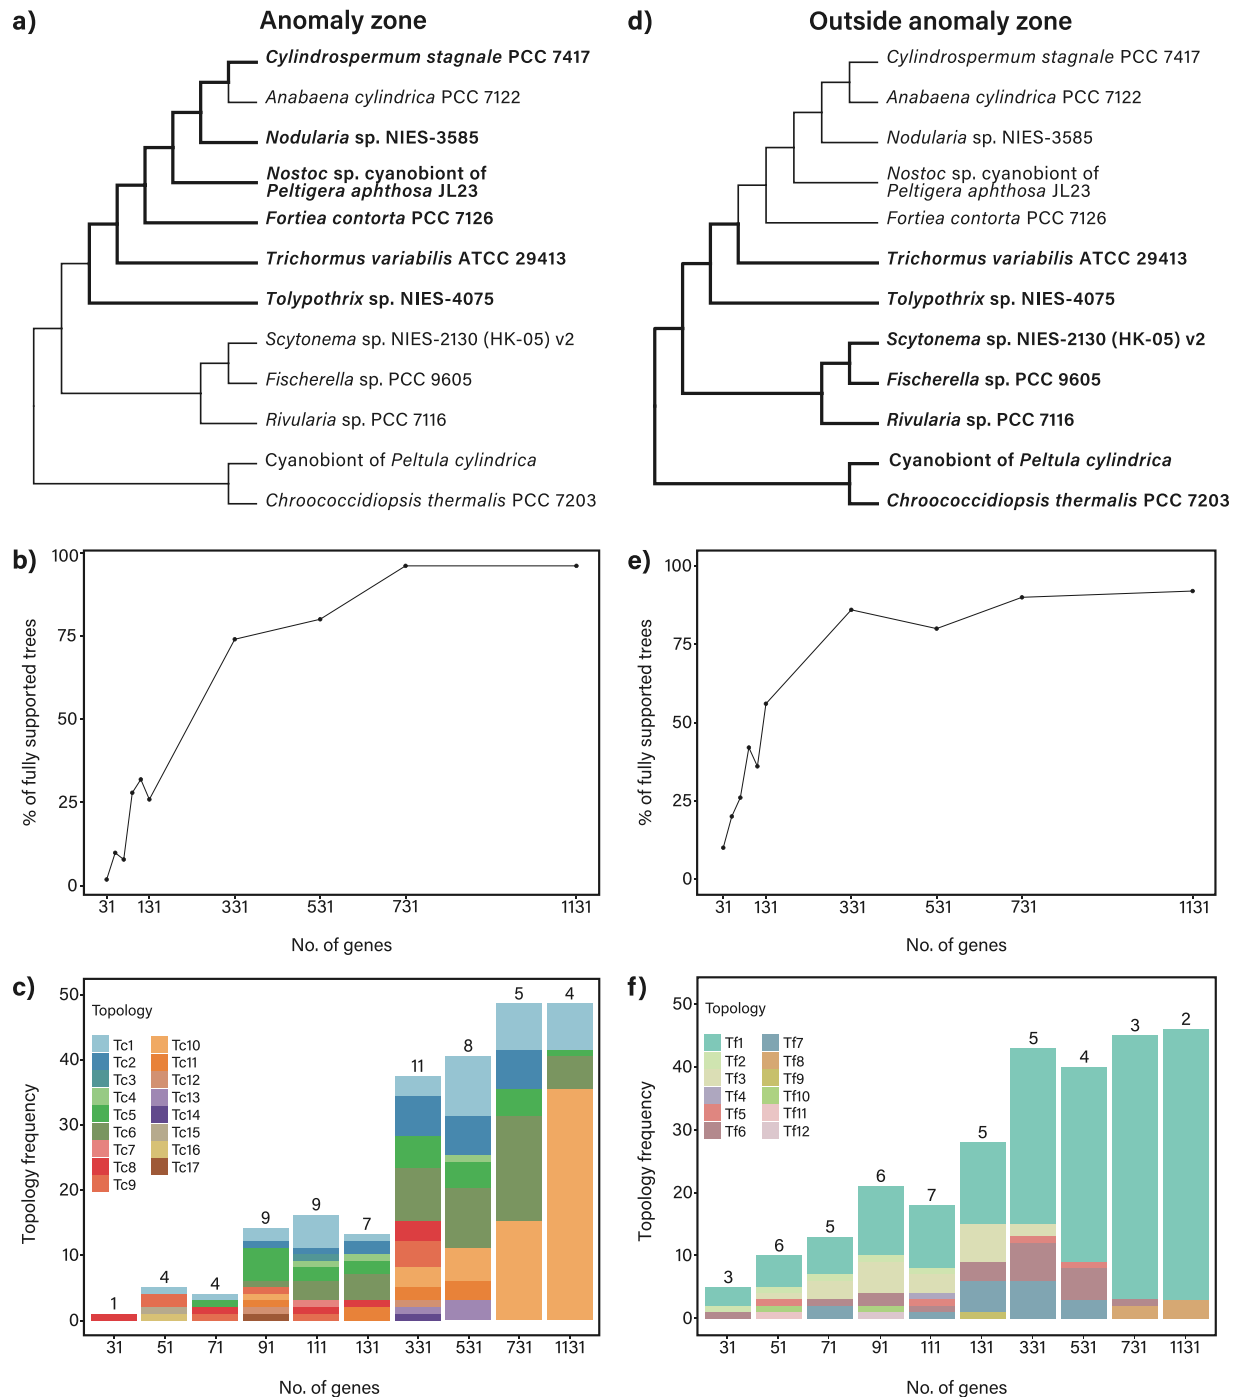 a) Anomaly zone
Cylindrospermum stagnale PCC 7417
Anabaena cylindrica PCC 7122
Nodularia sp. NIES-3585
Nostoc sp. cyanobiont of
Peltigera aphthosa JL23
Fortiea contorta PCC 7126
Trichormus variabilis ATCC 29413
Tolypothrix sp. NIES-4075
Scytonema sp. NIES-2130 (HK-05) v2
Fischerella sp. PCC 9605
Rivularia sp. PCC 7116
Cyanobiont of Peltula cylindrica
Chroococcidiopsis thermalis PCC 7203
d) Outside anomaly zone
Cylindrospermum stagnale PCC 7417
Anabaena cylindrica PCC 7122
Nodularia sp. NIES-3585
Nostoc sp. cyanobiont of
Peltigera aphthosa JL23
Fortiea contorta PCC 7126
Trichormus variabilis ATCC 29413
Tolypothrix sp. NIES-4075
Scytonema sp. NIES-2130 (HK-05) v2
Fischerella sp. PCC 9605
Rivularia sp. PCC 7116
Cyanobiont of Peltula cylindrica
Chroococcidiopsis thermalis PCC 7203
b)
% of fully supported trees
100
75
50
25
0
31 131 331 531 731 1131
No. of genes
e)
% of fully supported trees
100
75
50
25
0
31 131 331 531 731 1131
No. of genes
c)
Topology frequency
50
40
30
20
10
0
Topology
Tc1 Tc10
Tc2 Tc11
Tc3 Tc12
Tc4 Tc13
Tc5 Tc14
Tc6 Tc15
Tc7 Tc16
Tc8 Tc17
Tc9
1 4 4 9 9 7 11 8 5 4
31 51 71 91 111 131 331 531 731 1131
No. of genes
f)
Topology frequency
50
40
30
20
10
0
Topology
Tf1 Tf7
Tf2 Tf8
Tf3 Tf9
Tf4 Tf10
Tf5 Tf11
Tf6 Tf12
3 6 5 6 7 5 5 4 3 2
31 51 71 91 111 131 331 531 731 1131
No. of genes